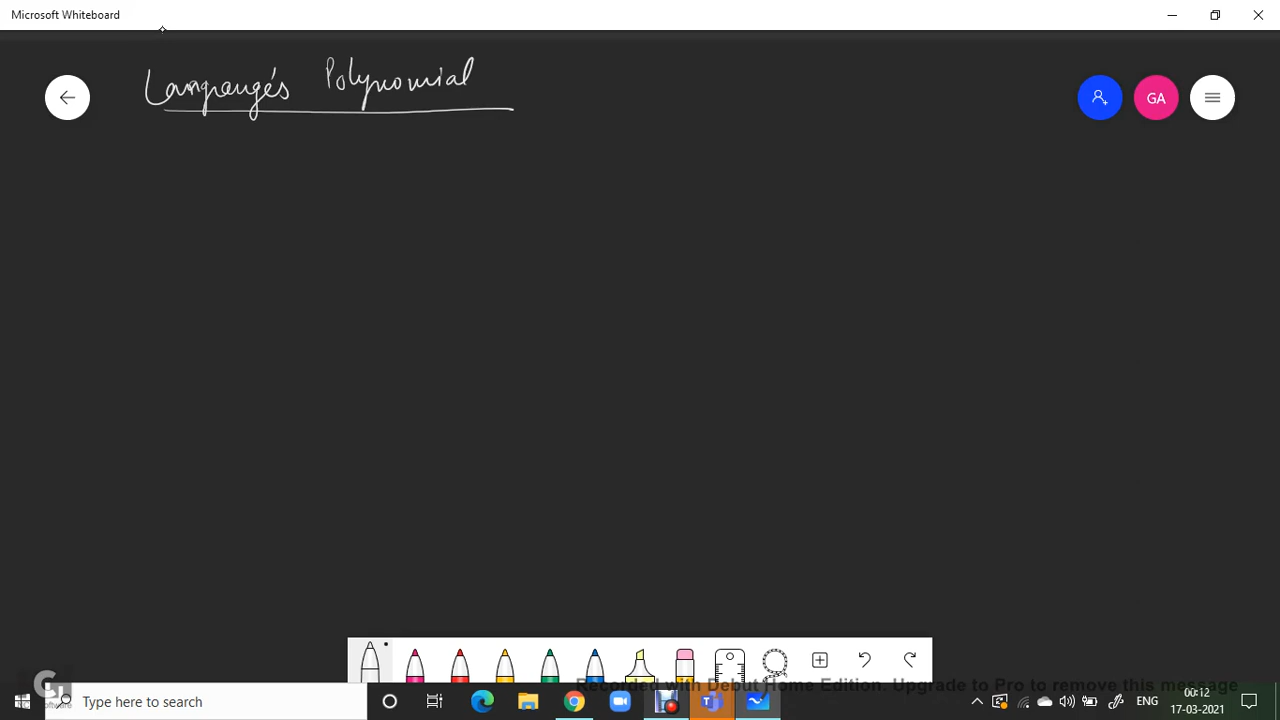 Microsoft Whiteboard
Langrangés Polynomial
GA
Recorded with Debut Home Edition. Upgrade to Pro to remove this message
Type here to search
ENG
00:12
17-03-2021